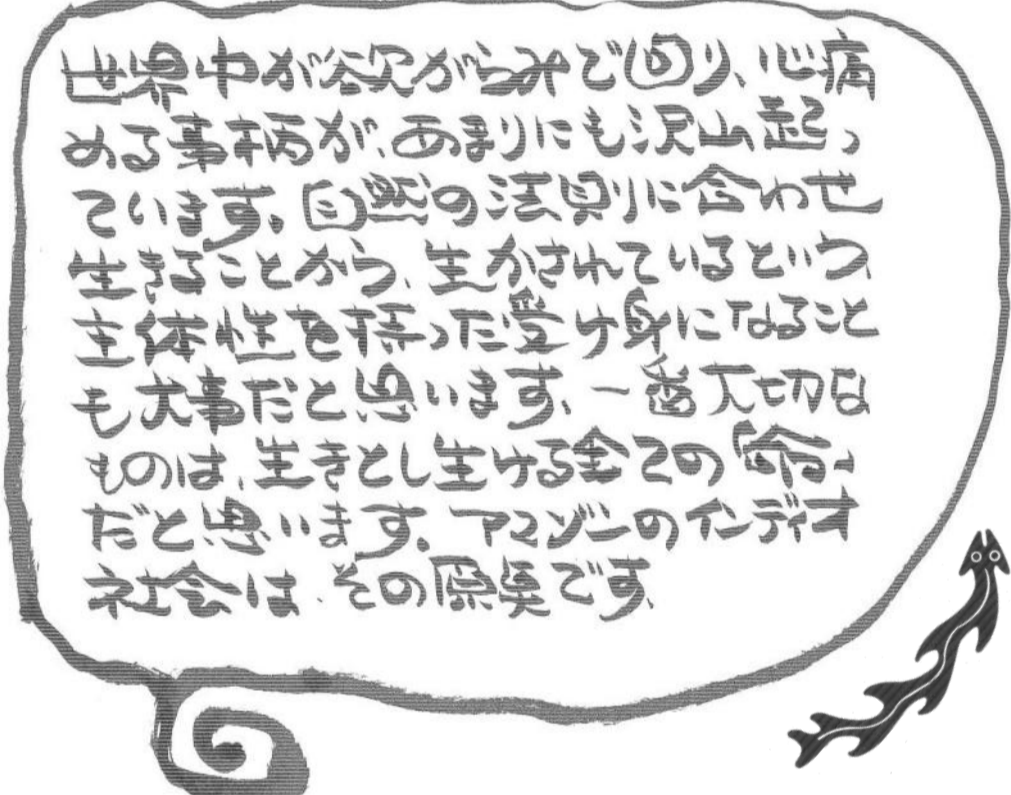 世界中が欲がらみで回り、心痛
める事柄が、あまりにも沢山起っ
ています。自然の法則に合わせ
生きることから、生かされているという、
主体性を持った受け身になること
も大事だと思います。一番大切な
ものは、生きとし生ける全ての命、
だと思います。アマゾンのインディオ
社会は、その原点です。